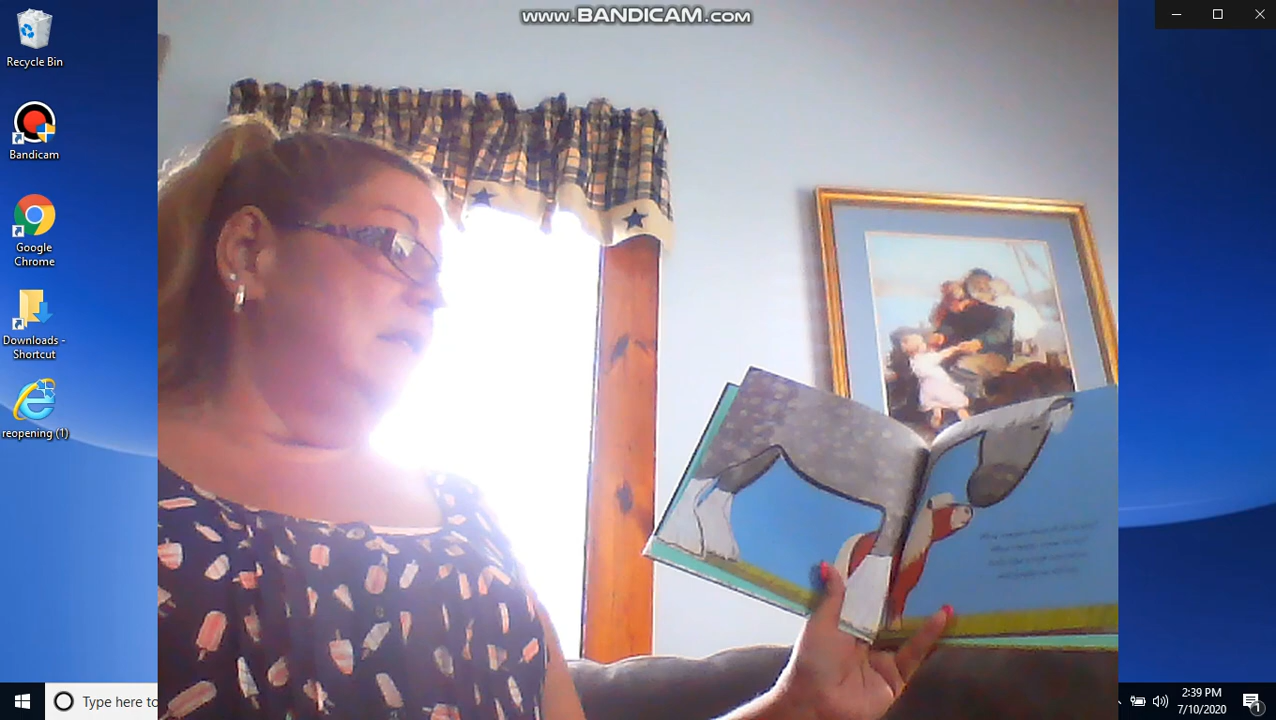 www.BANDICAM.com
Recycle Bin
Bandicam
Google
Chrome
Downloads -
Shortcut
reopening (1)
Type here to
2:39 PM
7/10/2020
1